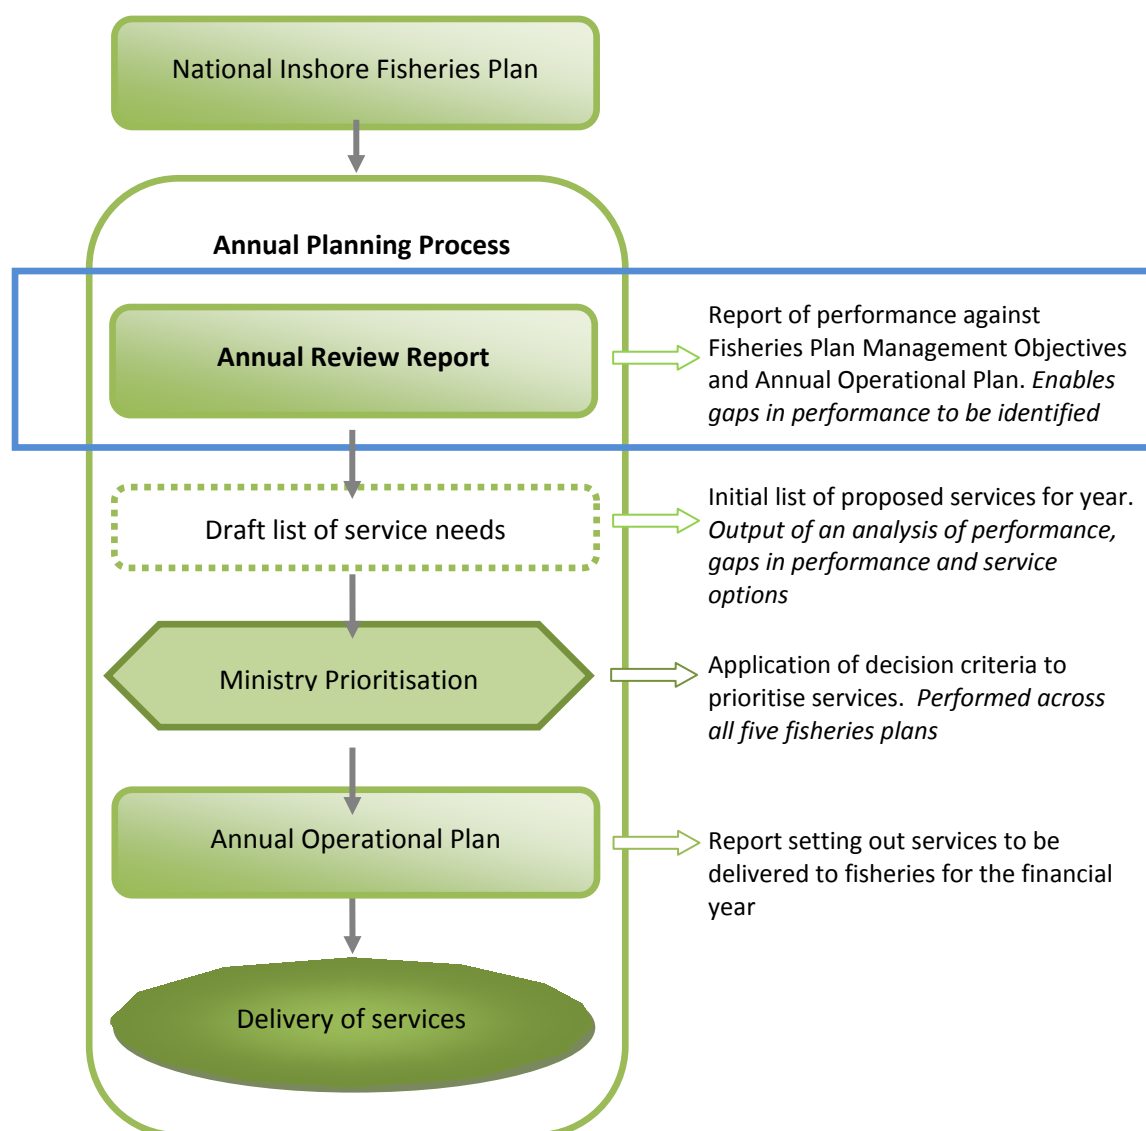 National Inshore Fisheries Plan
Annual Planning Process
Annual Review Report
Report of performance against
Fisheries Plan Management Objectives
and Annual Operational Plan. Enables
gaps in performance to be identified
Draft list of service needs
Initial list of proposed services for year.
Output of an analysis of performance,
gaps in performance and service
options
Ministry Prioritisation
Application of decision criteria to
prioritise services.  Performed across
all five fisheries plans
Annual Operational Plan
Report setting out services to be
delivered to fisheries for the financial
year
Delivery of services